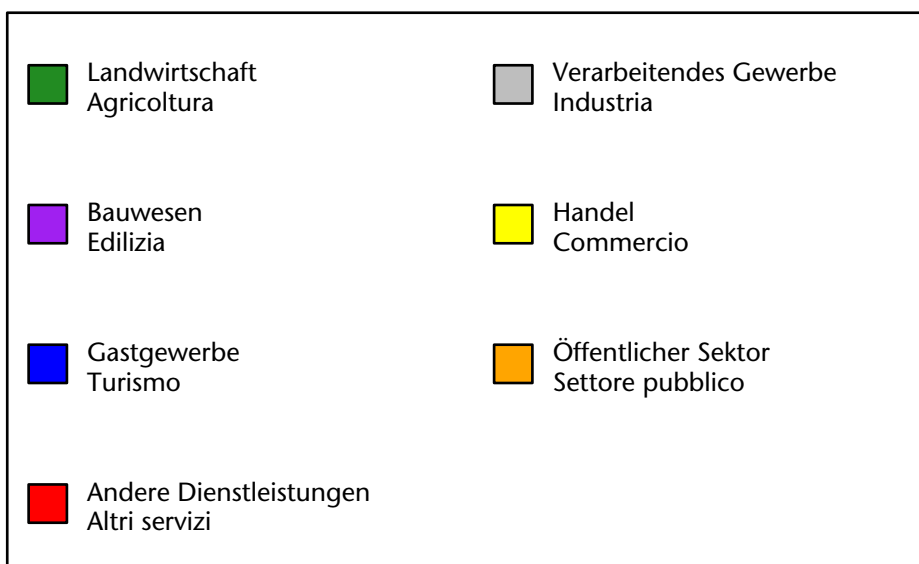 Landwirtschaft
Agricoltura
Verarbeitendes Gewerbe
Industria
Bauwesen
Edilizia
Handel
Commercio
Gastgewerbe
Turismo
Öffentlicher Sektor
Settore pubblico
Andere Dienstleistungen
Altri servizi